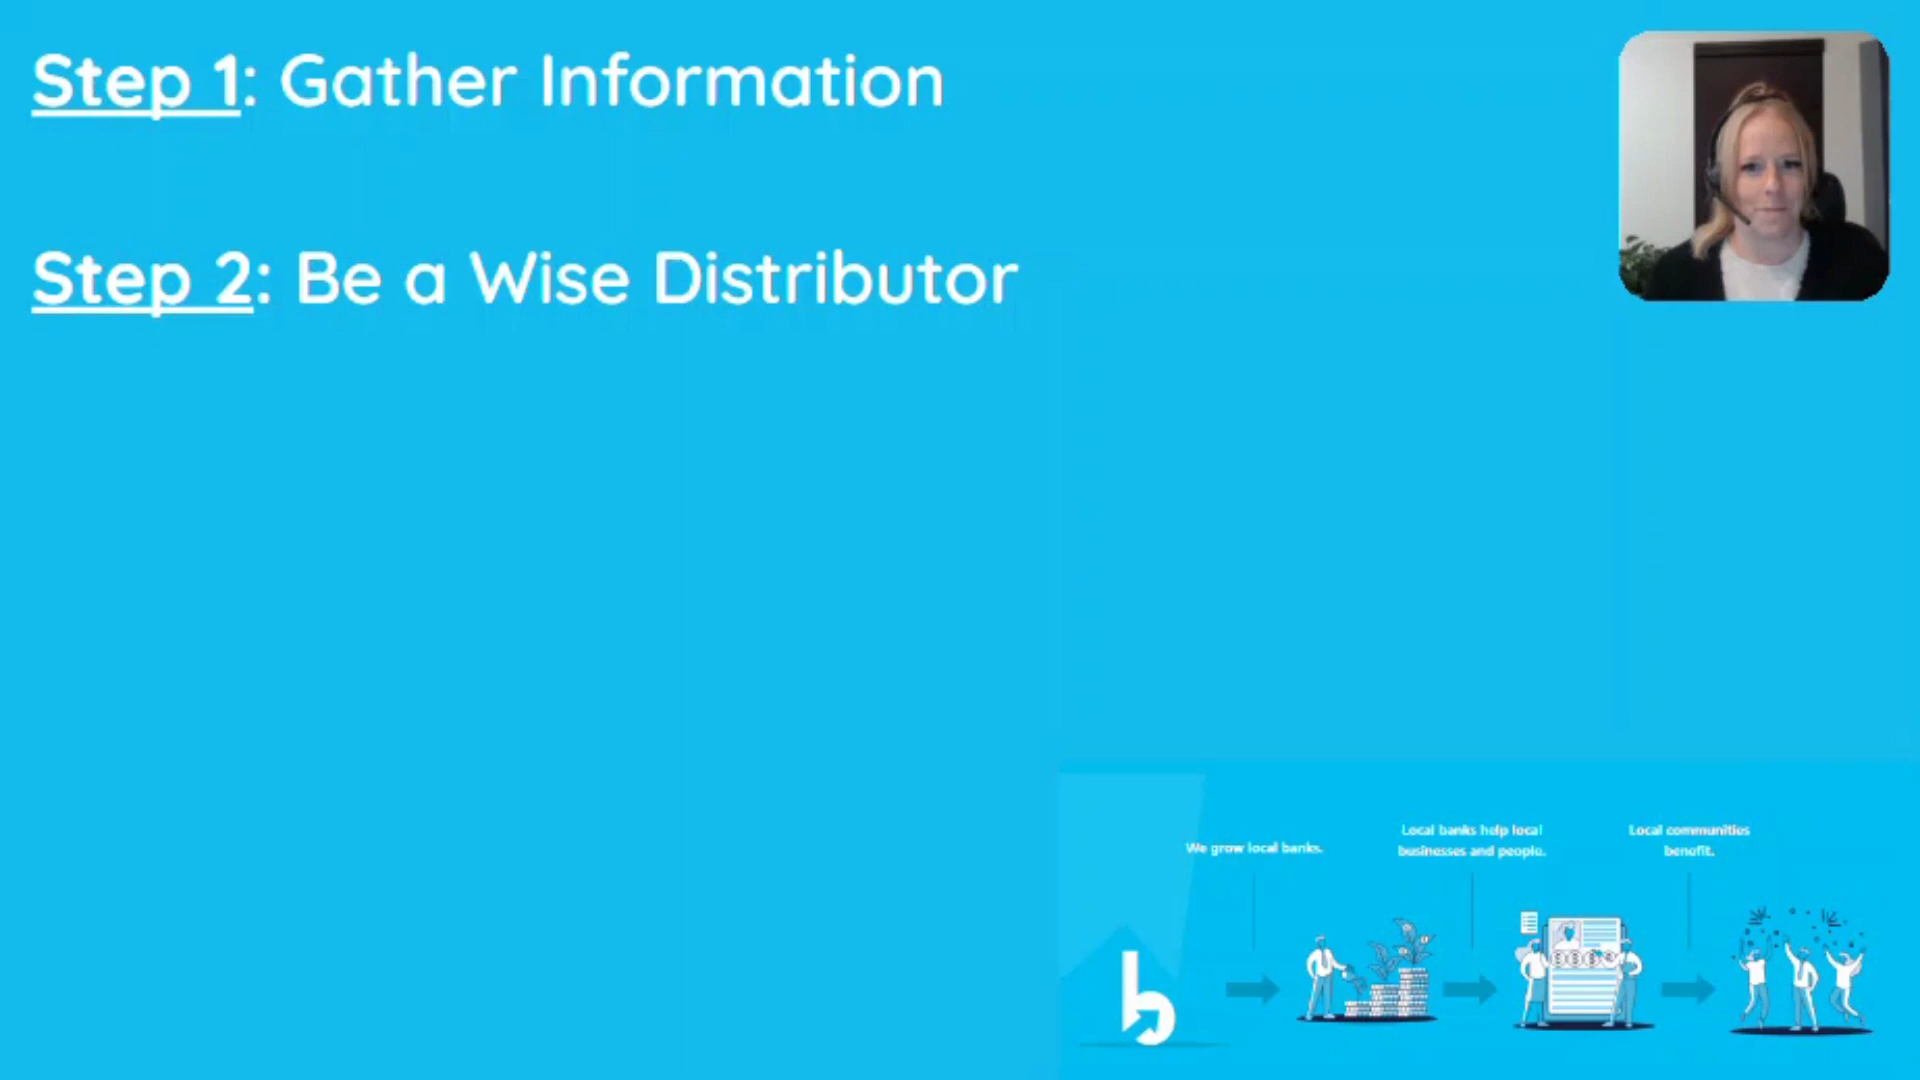 Step 1: Gather Information
Step 2: Be a Wise Distributor
We grow local banks.
Local banks help local
businesses and people.
Local communities
benefit.
b
$ $ $